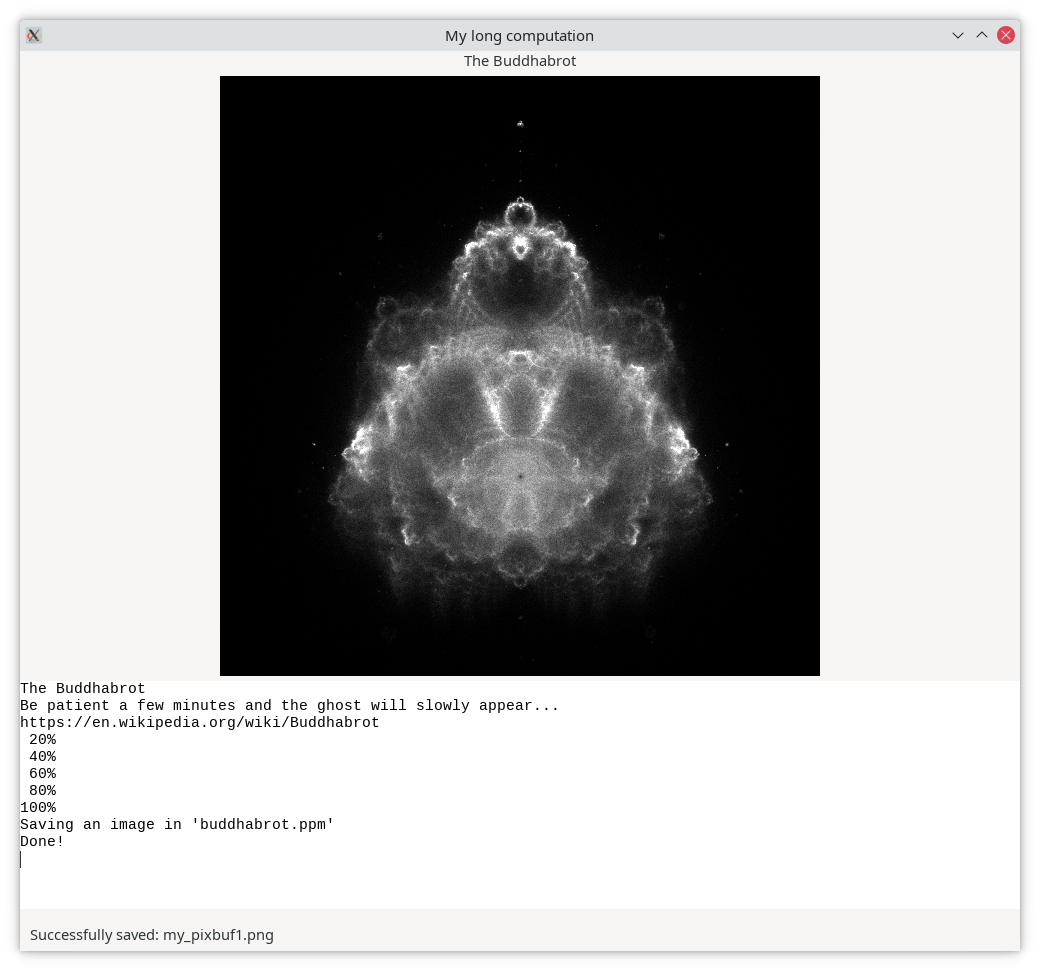 My long computation
The Buddhabrot
The Buddhabrot
Be patient a few minutes and the ghost will slowly appear...
https://en.wikipedia.org/wiki/Buddhabrot
20%
40%
60%
80%
100%
Saving an image in 'buddhabrot.ppm'
Done!
Successfully saved: my_pixbuf1.png